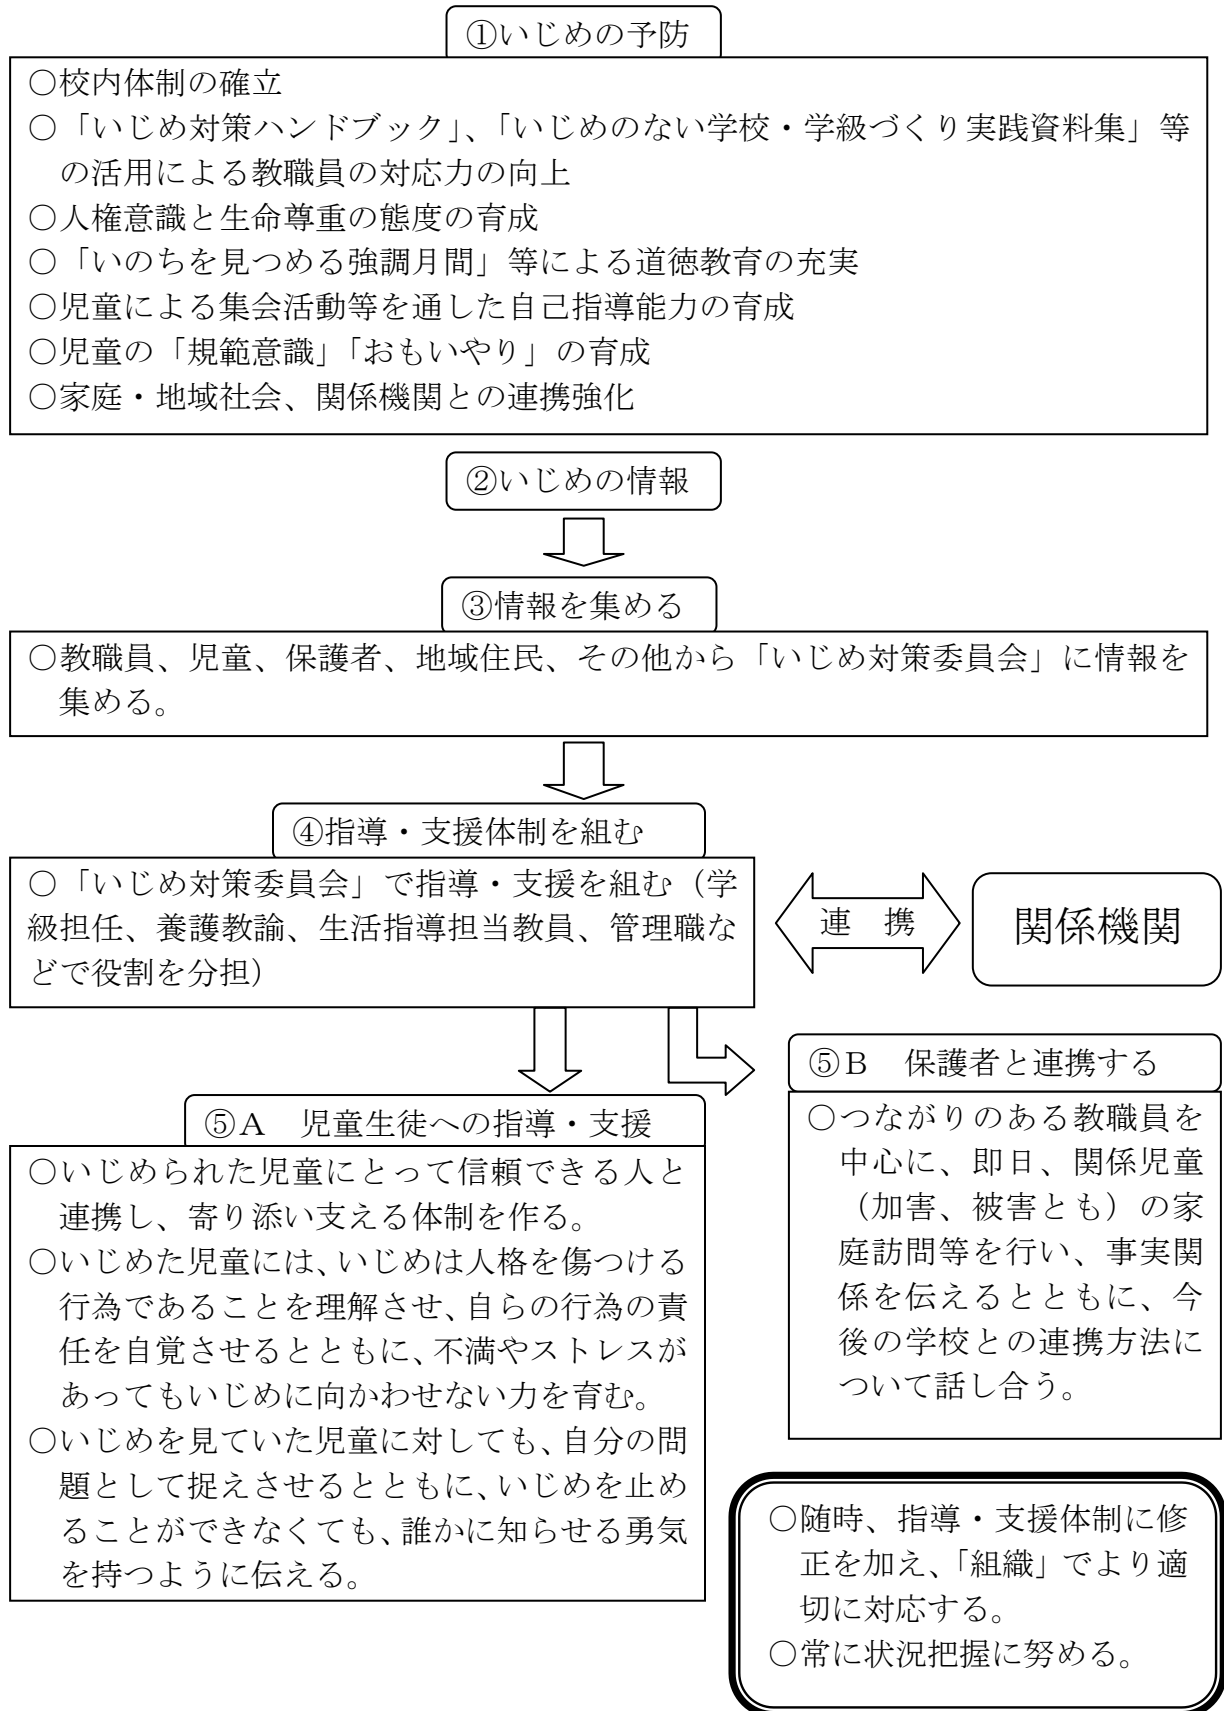 ①いじめの予防
○校内体制の確立
○「いじめ対策ハンドブック」、「いじめのない学校・学級づくり実践資料集」等
の活用による教職員の対応力の向上
○人権意識と生命尊重の態度の育成
○「いのちを見つめる強調月間」等による道徳教育の充実
○児童による集会活動等を通した自己指導能力の育成
○児童の「規範意識」「おもいやり」の育成
○家庭・地域社会、関係機関との連携強化
②いじめの情報
③情報を集める
○教職員、児童、保護者、地域住民、その他から「いじめ対策委員会」に情報を
集める。
④指導・支援体制を組む
○「いじめ対策委員会」で指導・支援を組む（学
級担任、養護教諭、生活指導担当教員、管理職な
どで役割を分担）
連　携
関係機関
⑤A　児童生徒への指導・支援
○いじめられた児童にとって信頼できる人と
連携し、寄り添い支える体制を作る。
○いじめた児童には、いじめは人格を傷つける
行為であることを理解させ、自らの行為の責
任を自覚させるとともに、不満やストレスが
あってもいじめに向かわせない力を育む。
○いじめを見ていた児童に対しても、自分の問
題として捉えさせるとともに、いじめを止め
ることができなくても、誰かに知らせる勇気
を持つように伝える。
⑤B　保護者と連携する
○つながりのある教職員を
中心に、即日、関係児童
（加害、被害とも）の家
庭訪問等を行い、事実関
係を伝えるとともに、今
後の学校との連携方法に
ついて話し合う。
○随時、指導・支援体制に修
正を加え、「組織」でより適
切に対応する。
○常に状況把握に努める。